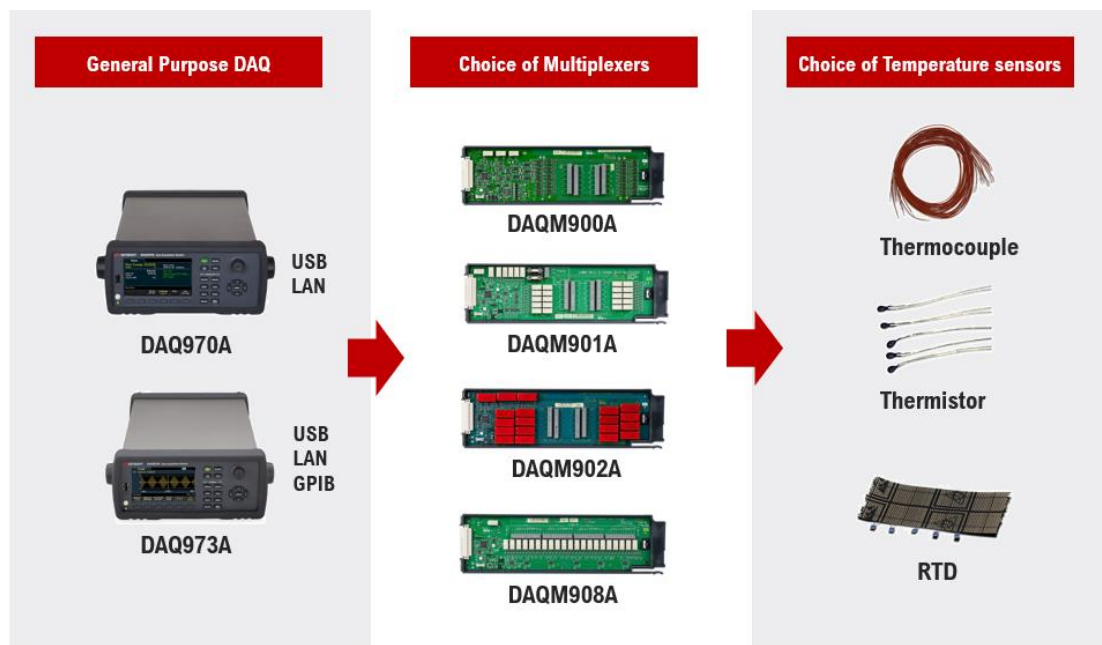 General Purpose DAQ
Choice of Multiplexers
Choice of Temperature sensors
USB
LAN
DAQ970A
USB
LAN
GPIB
DAQ973A
DAQM900A
DAQM901A
DAQM902A
DAQM908A
Thermocouple
Thermistor
RTD